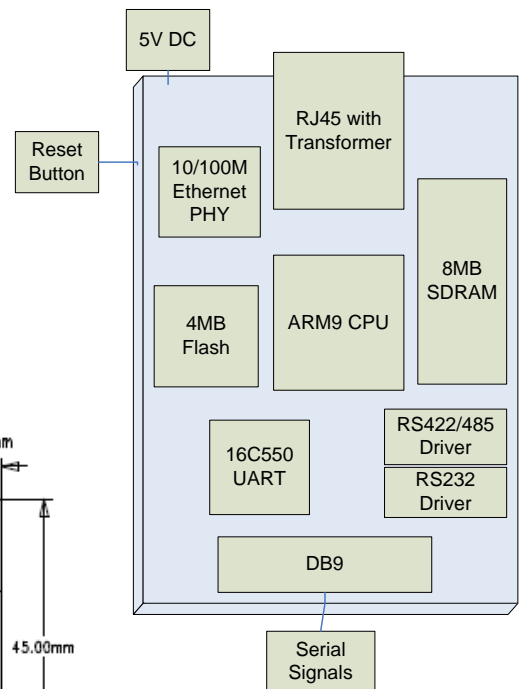 5V DC
RJ45 with
Transformer
Reset
Button
10/100M
Ethernet
PHY
8MB
SDRAM
4MB
Flash
ARM9 CPU
RS422/485
Driver
16C550
UART
RS232
Driver
DB9
45.00mm
Serial
Signals